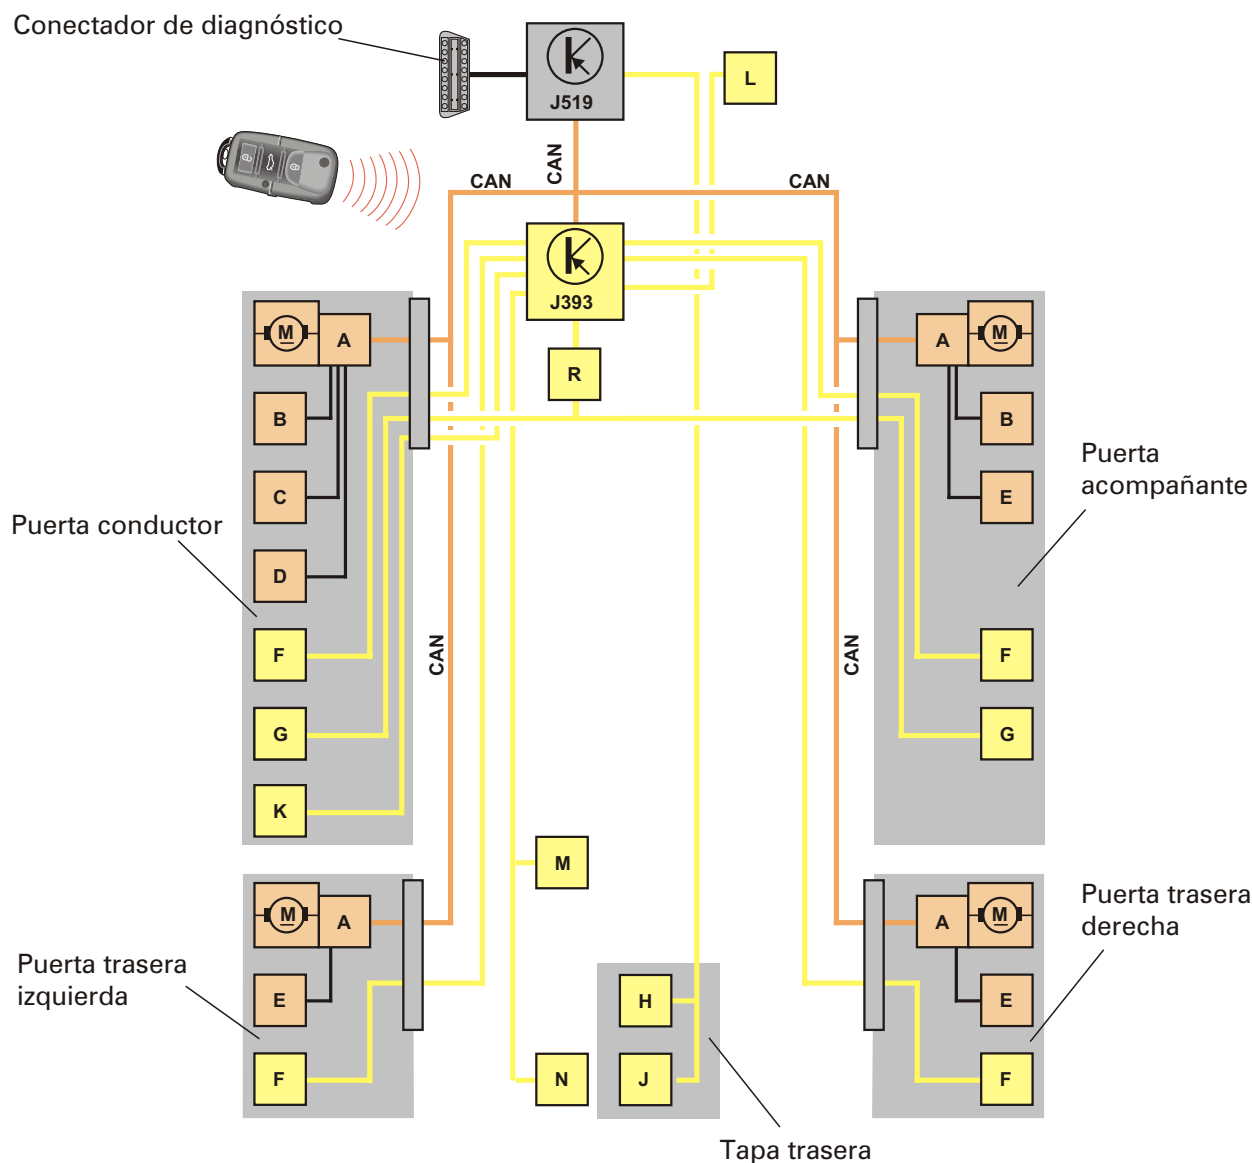 Conectador de diagnóstico
J519
L
CAN
CAN
CAN
J393
M
A
R
A
M
B
B
C
E
Puerta
acompañante
Puerta conductor
D
F
F
CAN
CAN
G
G
K
M
M
A
A
M
Puerta trasera
derecha
Puerta trasera
izquierda
E
H
E
F
N
J
F
Tapa trasera